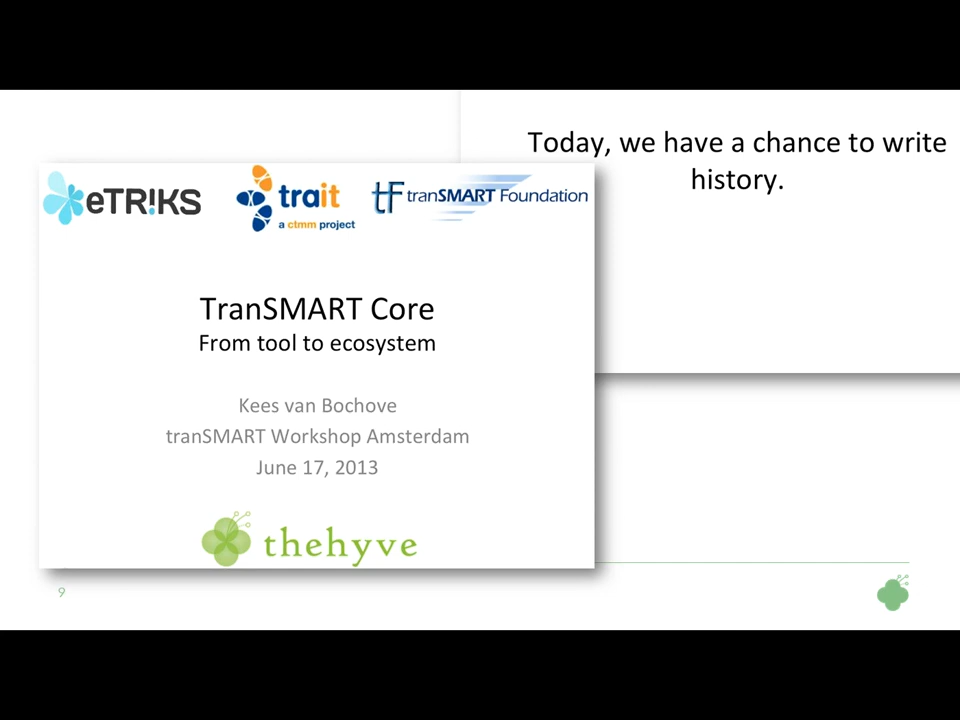 Today, we have a chance to write
history.
eTR!KS
trait
a ctmm project
tF tranSMART Foundation
TranSMART Core
From tool to ecosystem
Kees van Bochove
tranSMART Workshop Amsterdam
June 17, 2013
thehyve
9